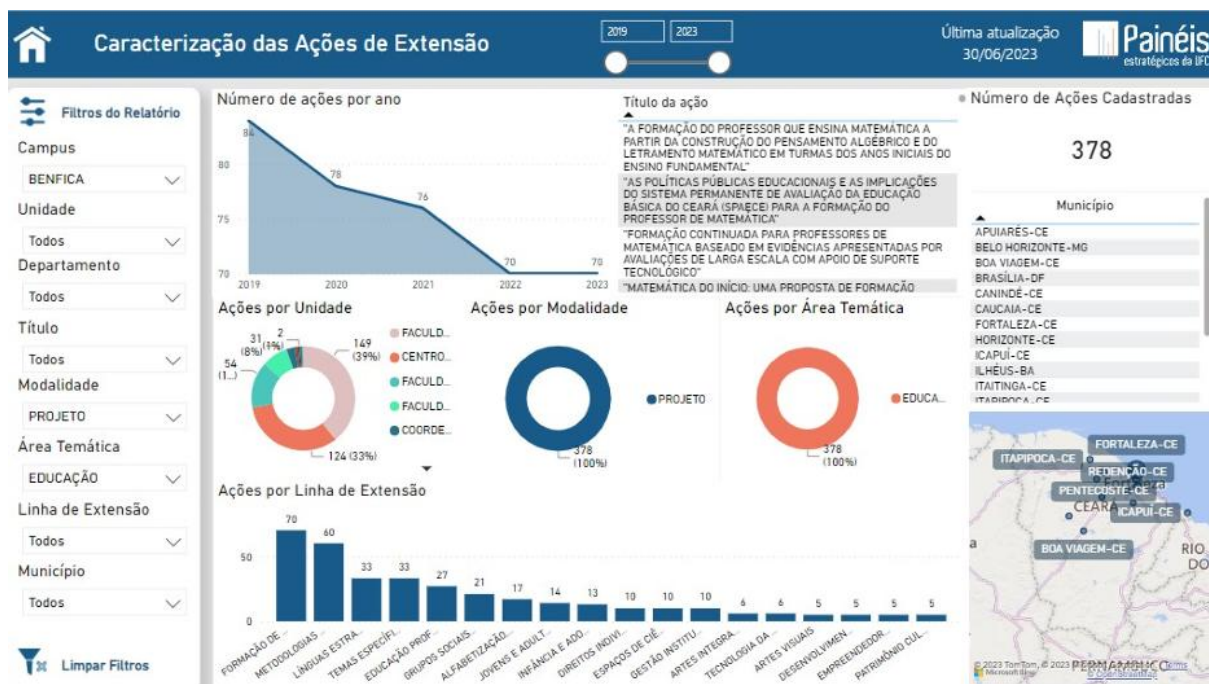 Caracterização das Ações de Extensão
2019
2023
Última atualização
30/06/2023
Painéis
estratégicos da UFC
Filtros do Relatório
Campus
BENFICA
Unidade
Todos
Departamento
Todos
Título
Todos
Modalidade
PROJETO
Área Temática
EDUCAÇÃO
Linha de Extensão
Todos
Município
Todos
Limpar Filtros
Número de ações por ano
84
80
78
76
75
70
70
70
2019
2020
2021
2022
2023
Título da ação
"A FORMAÇÃO DO PROFESSOR QUE ENSINA MATEMÁTICA A
PARTIR DA CONSTRUÇÃO DO PENSAMENTO ALGÉBRICO E DO
LETRAMENTO MATEMÁTICO EM TURMAS DOS ANOS INICIAIS DO
ENSINO FUNDAMENTAL"
"AS POLÍTICAS PÚBLICAS EDUCACIONAIS E AS IMPLICAÇÕES
DO SISTEMA PERMANENTE DE AVALIAÇÃO DA EDUCAÇÃO
BÁSICA DO CEARÁ (SPAECE) PARA A FORMAÇÃO DO
PROFESSOR DE MATEMÁTICA"
"FORMAÇÃO CONTINUADA PARA PROFESSORES DE
MATEMÁTICA BASEADO EM EVIDÊNCIAS APRESENTADAS POR
AVALIAÇÕES DE LARGA ESCALA COM APOIO DE SUPORTE
TECNOLÓGICO"
"MATEMÁTICA DO INÍCIO: UMA PROPOSTA DE FORMAÇÃO
Número de Ações Cadastradas
378
Município
APUIARÉS-CE
BELO HORIZONTE-MG
BOA VIAGEM-CE
BRASÍLIA-DF
CANINDÉ-CE
CAUCAIA-CE
FORTALEZA-CE
HORIZONTE-CE
ICAPUÍ-CE
ILHÉUS-BA
ITAITINGA-CE
ITAPIPOCA-CE
Ações por Unidade
149
(39%)
124 (33%)
54
(1...)
31
(8%)
2
(1%)
FACULD...
CENTRO...
FACULD...
FACULD...
COORDE...
Ações por Modalidade
378
(100%)
PROJETO
Ações por Área Temática
378
(100%)
EDUCA...
Ações por Linha de Extensão
50
0
70
60
33
33
27
21
17
14
13
10
10
10
6
6
5
5
5
5
FORMAÇÃO DE ...
METODOLOGIAS ...
LÍNGUAS ESTRA...
TEMAS ESPECÍFI...
EDUCAÇÃO PROF...
GRUPOS SOCIAIS...
ALFABETIZAÇÃO...
JOVENS E ADULT...
INFÂNCIA E ADO...
DIREITOS INDIVI...
ESPAÇOS DE CIÊ...
GESTÃO INSTITU...
ARTES INTEGRA...
TECNOLOGIA DA ...
ARTES VISUAIS
DESENVOLVIMEN...
EMPREENDEDOR...
PATRIMÔNIO CUL...
FORTALEZA-CE
ITAPIPOCA-CE
REDENÇÃO-CE
Fortaleza
PENTECOSTE-CE
CEARÁ
ICAPUÍ-CE
BOA VIAGEM-CE
RIO
DO
PERNAMBUCO
© 2023 TomTom, © 2023
Terms
Microsoft Bing
© OpenStreetMap